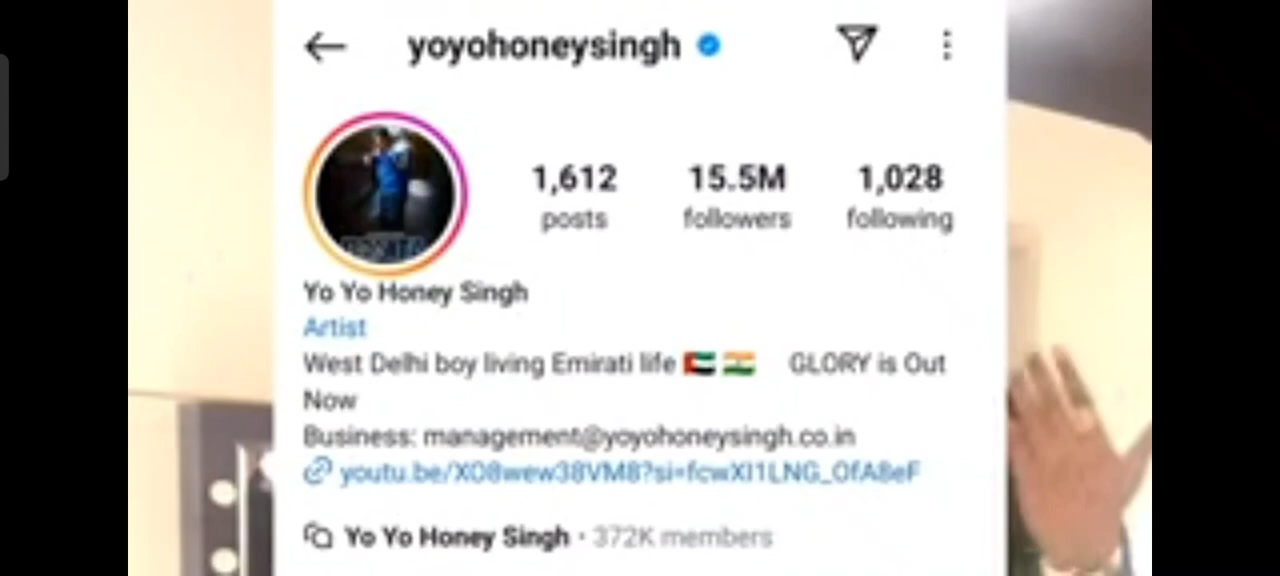 yoyohoneysingh
1,612 15.5M 1,028
posts followers following
Yo Yo Honey Singh
Artist
West Delhi boy living Emirati life 🇦🇪 🇮🇳 GLORY is Out
Now
Business: management@yoyohoneysingh.co.in
youtu.be/XO8wew38VM8?si=fcwXI1LNG_OfA8eF
Yo Yo Honey Singh · 372K members